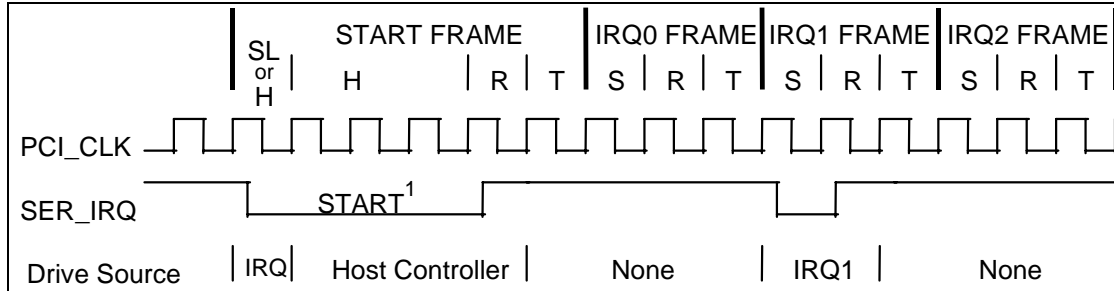 START FRAME IRQ0 FRAME IRQ1 FRAME IRQ2 FRAME
SL
or
H
H R T S R T S R T S R T
PCI_CLK
SER_IRQ START1
Drive Source IRQ Host Controller None IRQ1 None